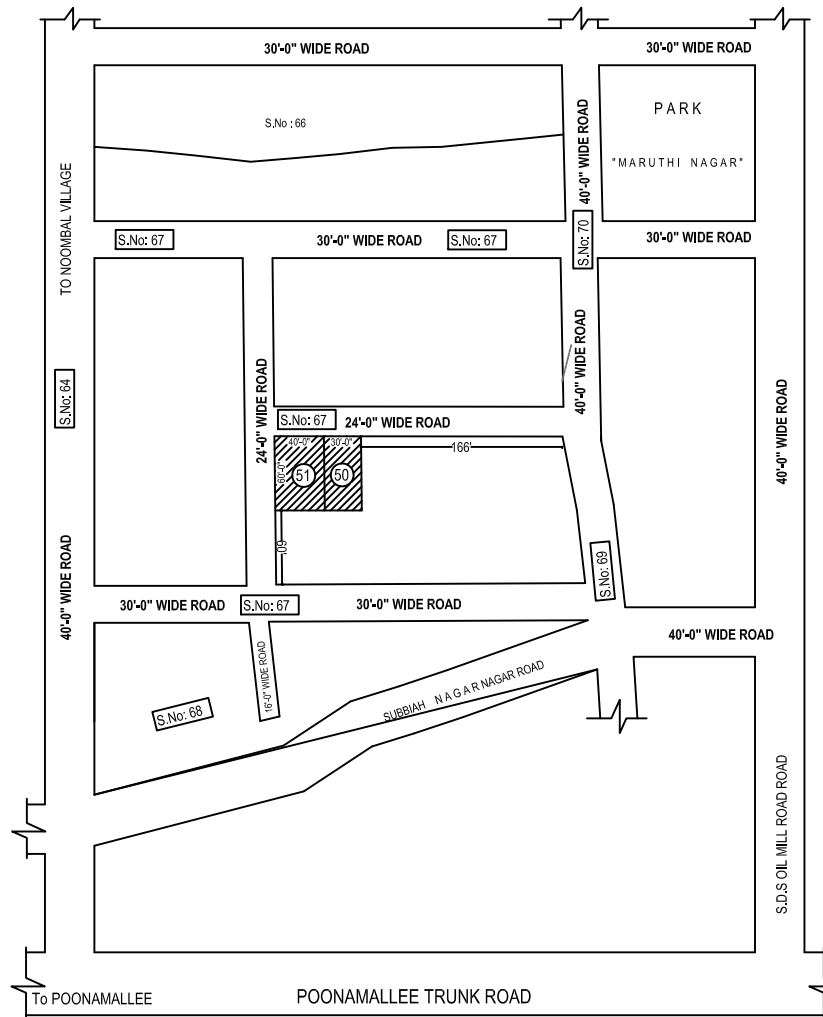 30'-0" WIDE ROAD
30'-0" WIDE ROAD
S.No : 66
40'-0" WIDE ROAD
PARK
"MARUTHI NAGAR"
TO NOOMBAL VILLAGE
S.No: 67
30'-0" WIDE ROAD
S.No: 67
S.No: 70
30'-0" WIDE ROAD
S.No: 64
24'-0" WIDE ROAD
40'-0" WIDE ROAD
40'-0" WIDE ROAD
S.No: 67
24'-0" WIDE ROAD
40'-0"
30'-0"
166'
60'-0"
51
50
60'
S.No: 69
40'-0" WIDE ROAD
30'-0" WIDE ROAD
S.No: 67
30'-0" WIDE ROAD
40'-0" WIDE ROAD
16'-0" WIDE ROAD
S.No: 68
SUBBIAH NAGAR NAGAR ROAD
S.D.S OIL MILL ROAD ROAD
To POONAMALLEE
POONAMALLEE TRUNK ROAD